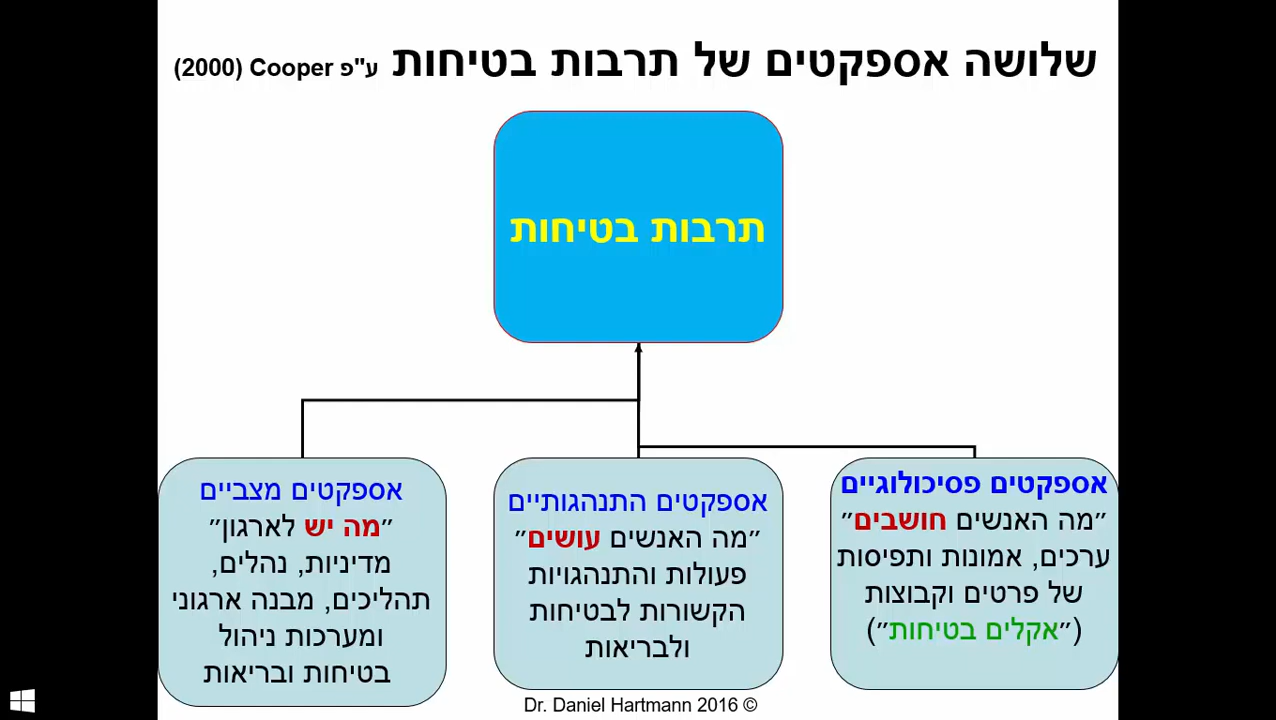 שלושה אספקטים של תרבות בטיחות ע"פ Cooper (2000)
תרבות בטיחות
אספקטים פסיכולוגיים
״מה האנשים חושבים״
ערכים, אמונות ותפיסות
של פרטים וקבוצות
(״אקלים בטיחות״)
אספקטים התנהגותיים
״מה האנשים עושים״
פעולות והתנהגויות
הקשורות לבטיחות
ולבריאות
אספקטים מצביים
״מה יש לארגון״
מדיניות, נהלים,
תהליכים, מבנה ארגוני
ומערכות ניהול
בטיחות ובריאות
Dr. Daniel Hartmann 2016 ©